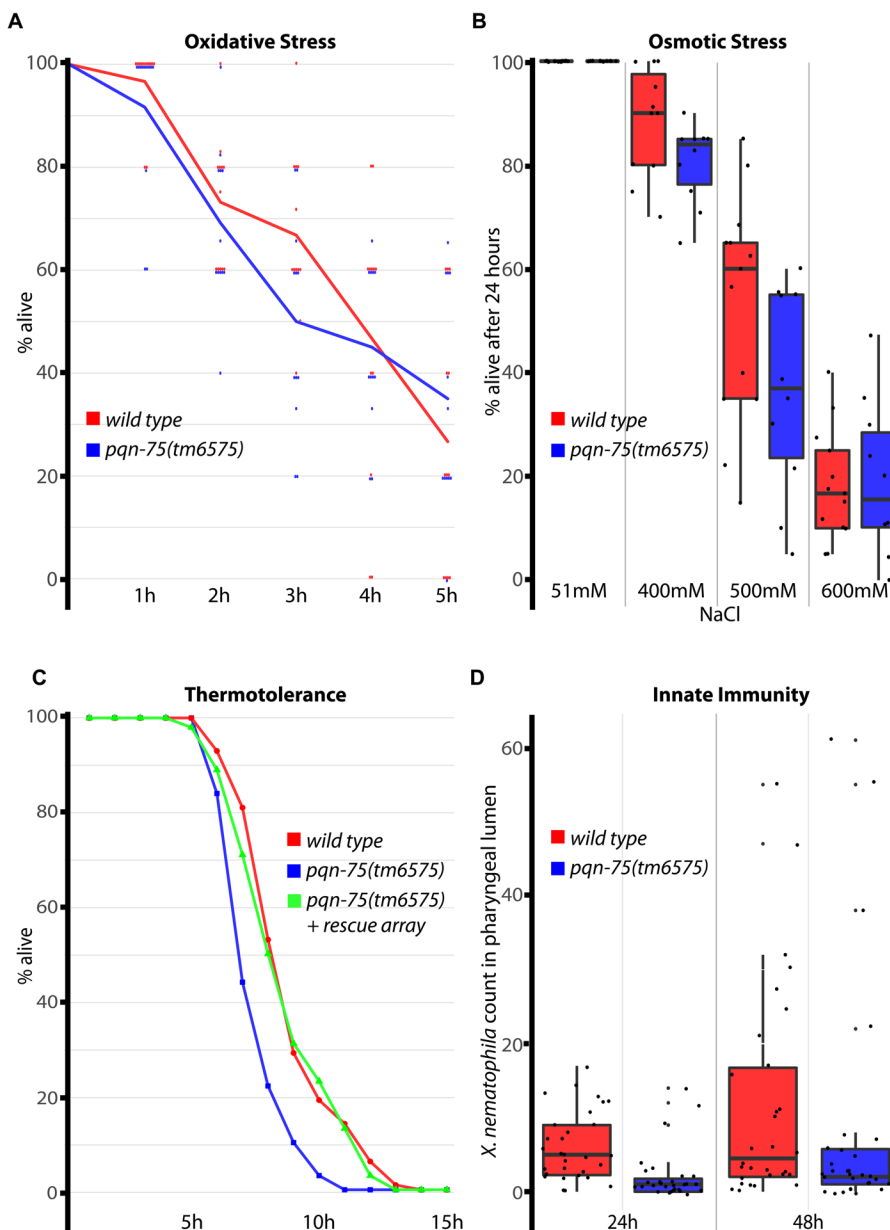 A
Oxidative Stress
% alive
100
80
60
40
20
0
wild type
pqn-75(tm6575)
1h 2h 3h 4h 5h
B
Osmotic Stress
% alive after 24 hours
100
80
60
40
20
0
wild type
pqn-75(tm6575)
51mM 400mM 500mM 600mM
NaCl
C
Thermotolerance
% alive
100
80
60
40
20
0
wild type
pqn-75(tm6575)
pqn-75(tm6575)
+ rescue array
5h 10h 15h
D
Innate Immunity
X. nematophila count in pharyngeal lumen
60
40
20
0
wild type
pqn-75(tm6575)
24h 48h